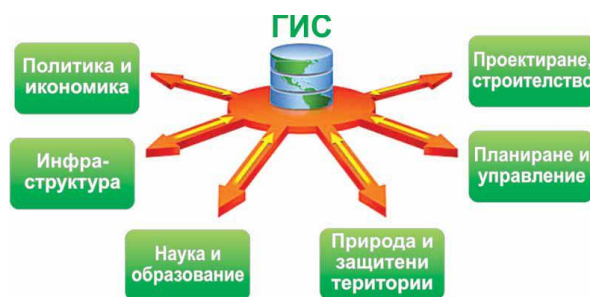 ГИС
Политика и
икономика
Проектиране,
строителство
Инфра-
структура
Планиране и
управление
Наука и
образование
Природа и
защитени
територии